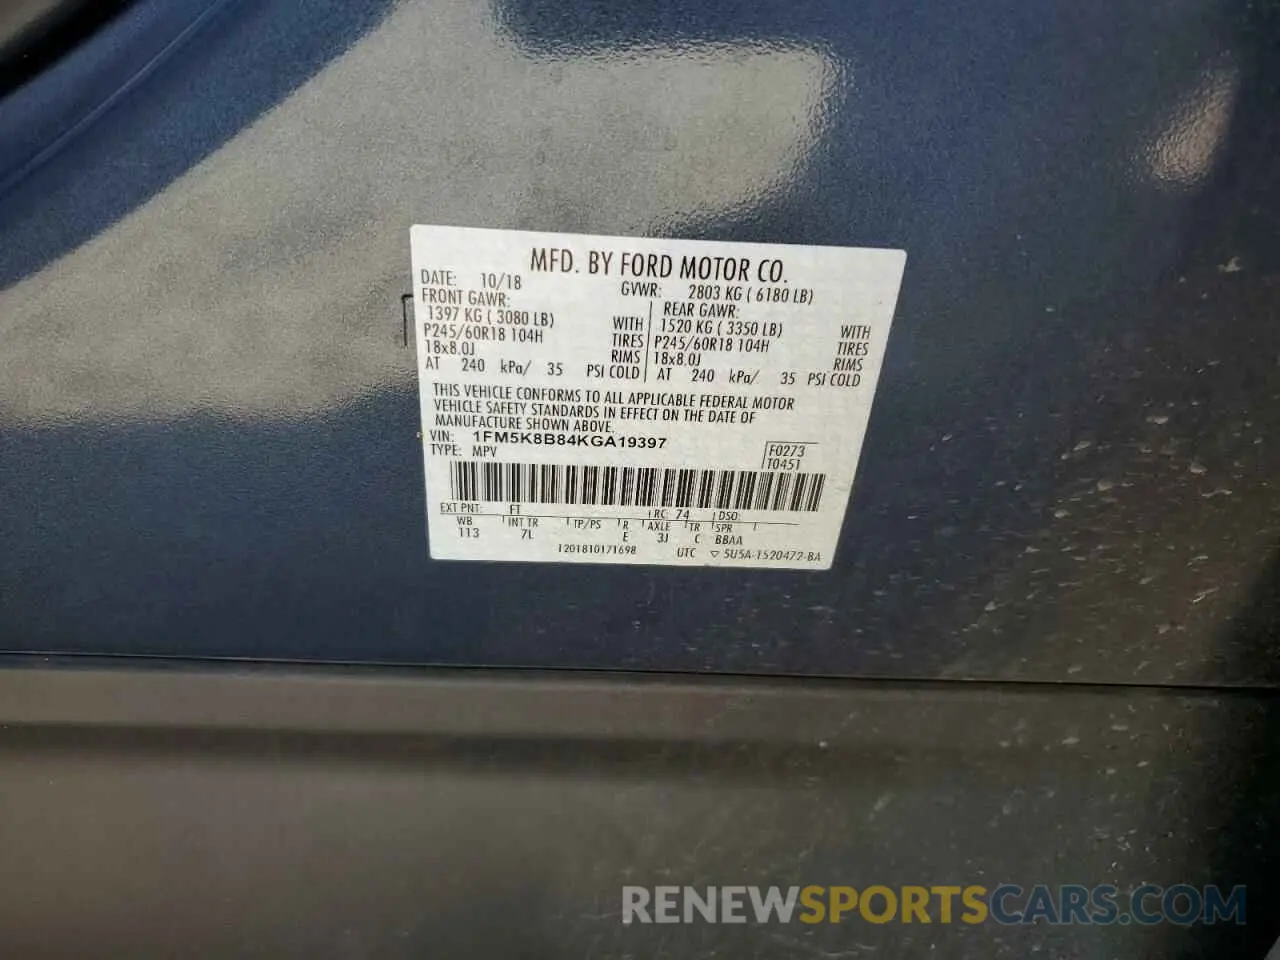 MFD. BY FORD MOTOR CO.
DATE: 10/18 GVWR: 2803 KG ( 6180 LB)
FRONT GAWR: REAR GAWR:
1397 KG ( 3080 LB) WITH 1520 KG ( 3350 LB) WITH
P245/60R18 104H TIRES P245/60R18 104H TIRES
18x8.0J RIMS 18x8.0J RIMS
AT 240 kPa/ 35 PSI COLD AT 240 kPa/ 35 PSI COLD
THIS VEHICLE CONFORMS TO ALL APPLICABLE FEDERAL MOTOR
VEHICLE SAFETY STANDARDS IN EFFECT ON THE DATE OF
MANUFACTURE SHOWN ABOVE.
VIN: 1FM5K8B84KGA19397
TYPE: MPV
F0273
T0451
EXT PNT: FT RC: 74 DSO:
WB INT TR TP/PS R AXLE TR SPR
113 7L E 3J C BBAA
1201810171698 UTC ▽ 5U5A-1520472-BA
RENEWSPORTSCARS.COM